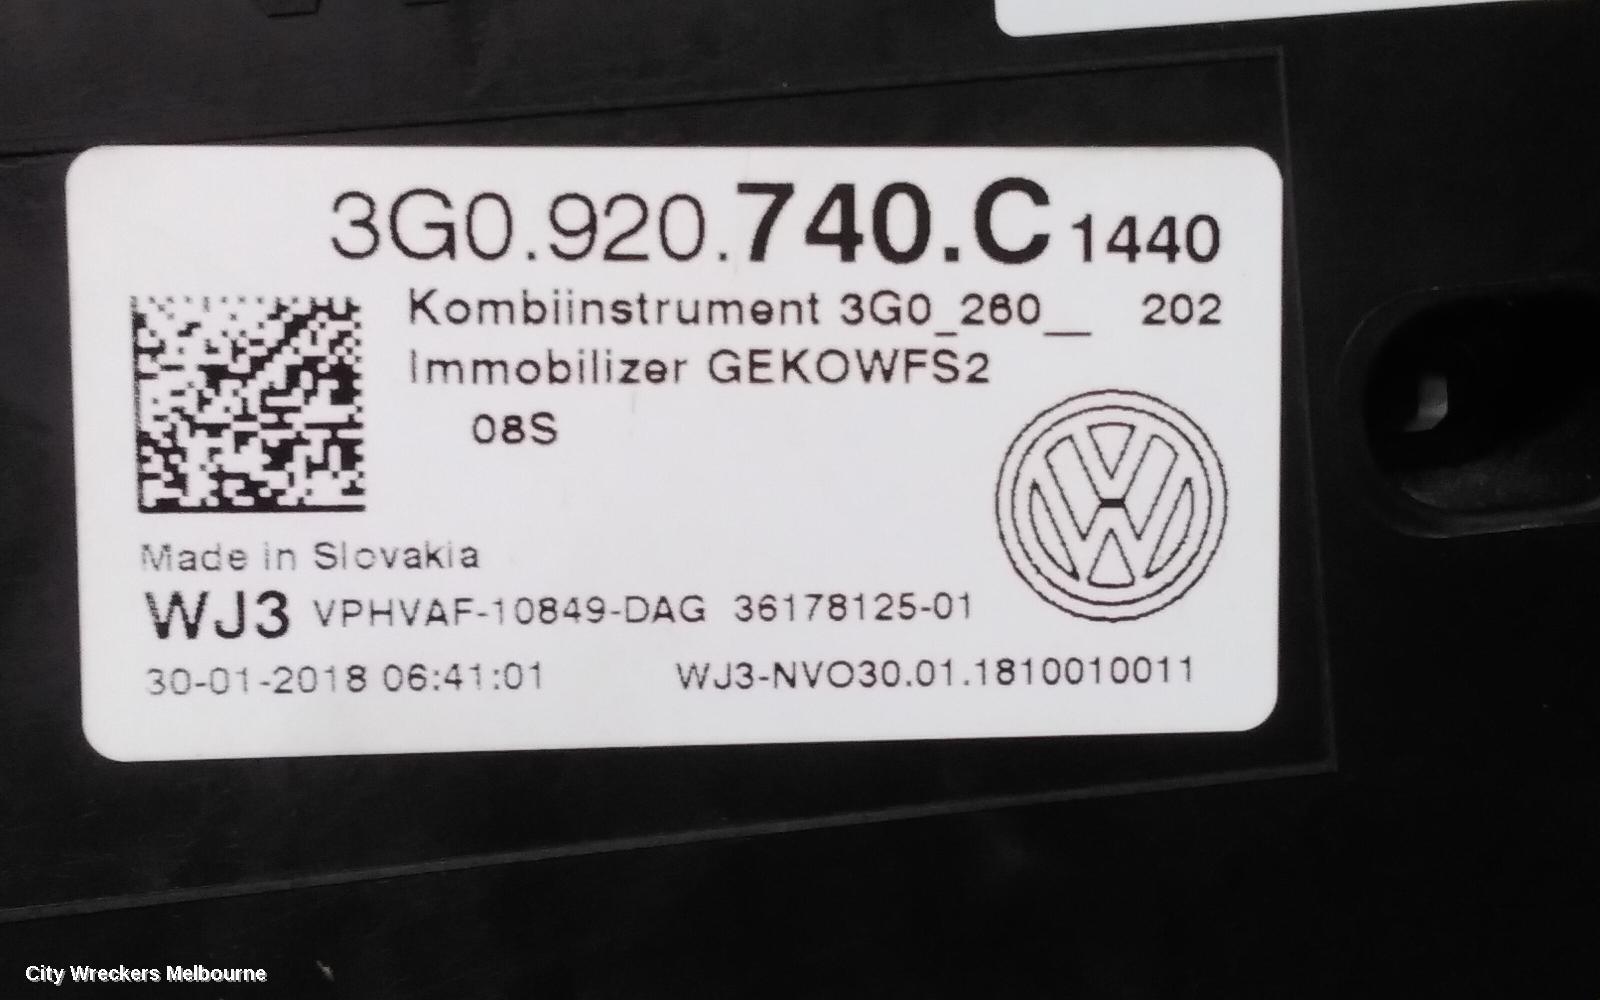 3G0.920.740.C 1440
Kombiinstrument 3G0_260__ 202
Immobilizer GEKOWFS2
08S
Made in Slovakia
WJ3 VPHVAF-10849-DAG 36178125-01
30-01-2018 06:41:01 WJ3-NVO30.01.1810010011
City Wreckers Melbourne